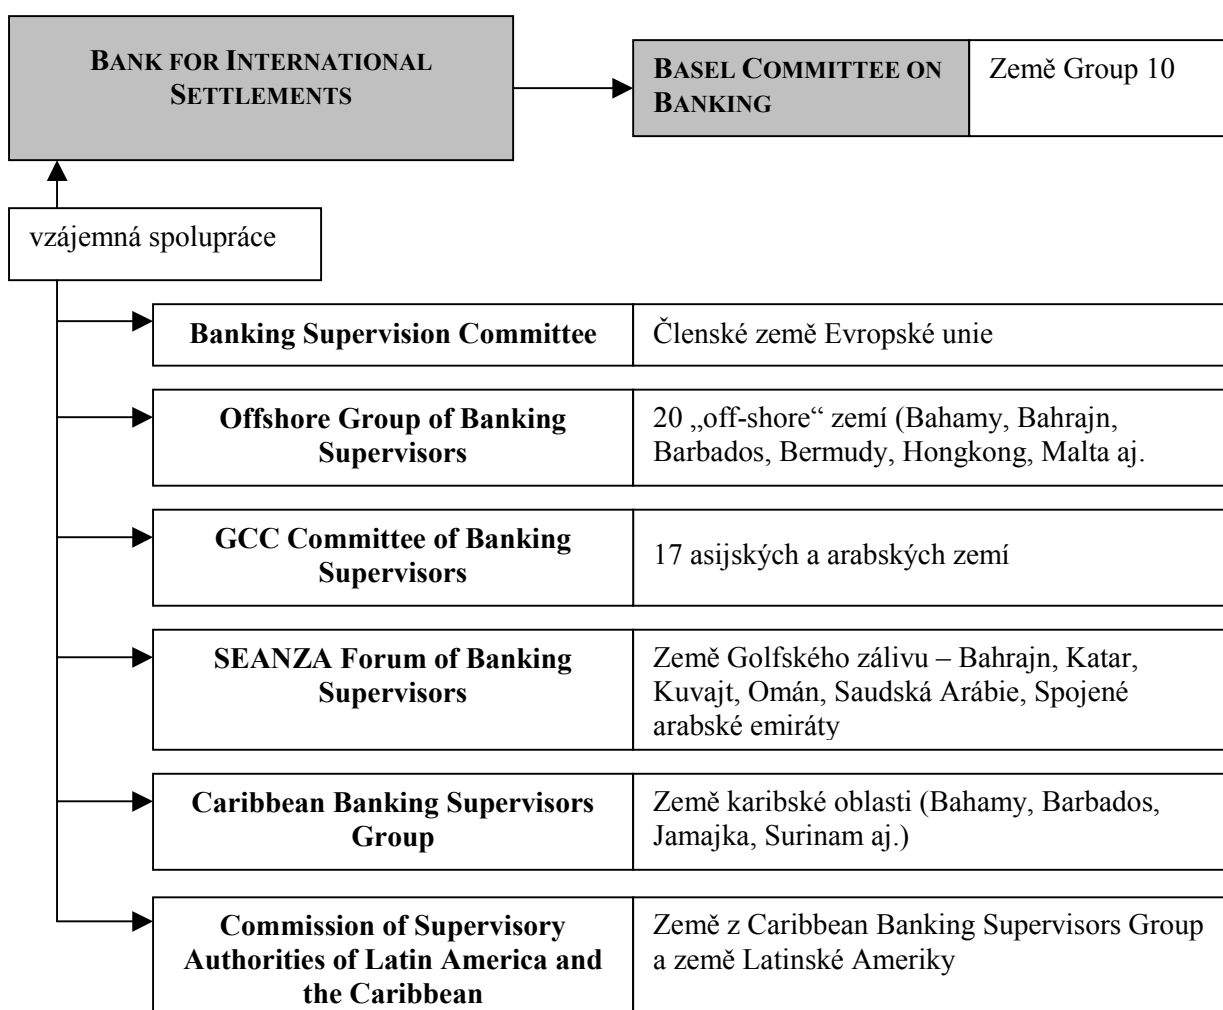 BANK FOR INTERNATIONAL
SETTLEMENTS
BASEL COMMITTEE ON
BANKING
Země Group 10
vzájemná spolupráce
Banking Supervision Committee
Členské země Evropské unie
Offshore Group of Banking
Supervisors
20 „off-shore“ zemí (Bahamy, Bahrajn,
Barbados, Bermudy, Hongkong, Malta aj.
GCC Committee of Banking
Supervisors
17 asijských a arabských zemí
SEANZA Forum of Banking
Supervisors
Země Golfského zálivu – Bahrajn, Katar,
Kuvajt, Omán, Saudská Arábie, Spojené
arabské emiráty
Caribbean Banking Supervisors
Group
Země karibské oblasti (Bahamy, Barbados,
Jamajka, Surinam aj.)
Commission of Supervisory
Authorities of Latin America and
the Caribbean
Země z Caribbean Banking Supervisors Group
a země Latinské Ameriky